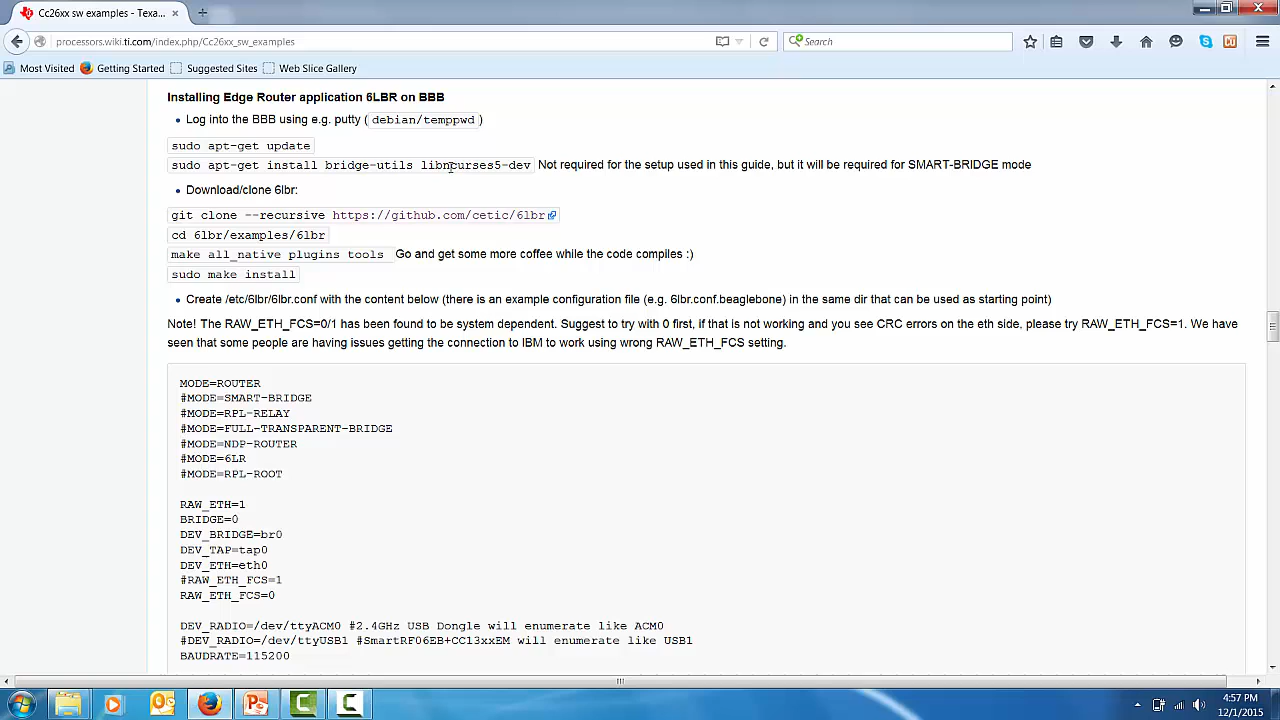 Cc26xx sw examples - Texa...
processors.wiki.ti.com/index.php/Cc26xx_sw_examples
Search
Most Visited Getting Started Suggested Sites Web Slice Gallery
Installing Edge Router application 6LBR on BBB
Log into the BBB using e.g. putty ( debian/temppwd )
sudo apt-get update
sudo apt-get install bridge-utils libncurses5-dev Not required for the setup used in this guide, but it will be required for SMART-BRIDGE mode
Download/clone 6lbr:
git clone --recursive https://github.com/cetic/6lbr
cd 6lbr/examples/6lbr
make all_native plugins tools Go and get some more coffee while the code compiles :)
sudo make install
Create /etc/6lbr/6lbr.conf with the content below (there is an example configuration file (e.g. 6lbr.conf.beaglebone) in the same dir that can be used as starting point)
Note! The RAW_ETH_FCS=0/1 has been found to be system dependent. Suggest to try with 0 first, if that is not working and you see CRC errors on the eth side, please try RAW_ETH_FCS=1. We have
seen that some people are having issues getting the connection to IBM to work using wrong RAW_ETH_FCS setting.
MODE=ROUTER
#MODE=SMART-BRIDGE
#MODE=RPL-RELAY
#MODE=FULL-TRANSPARENT-BRIDGE
#MODE=NDP-ROUTER
#MODE=6LR
#MODE=RPL-ROOT
RAW_ETH=1
BRIDGE=0
DEV_BRIDGE=br0
DEV_TAP=tap0
DEV_ETH=eth0
#RAW_ETH_FCS=1
RAW_ETH_FCS=0
DEV_RADIO=/dev/ttyACM0 #2.4GHz USB Dongle will enumerate like ACM0
#DEV_RADIO=/dev/ttyUSB1 #SmartRF06EB+CC13xxEM will enumerate like USB1
BAUDRATE=115200
4:57 PM
12/1/2015